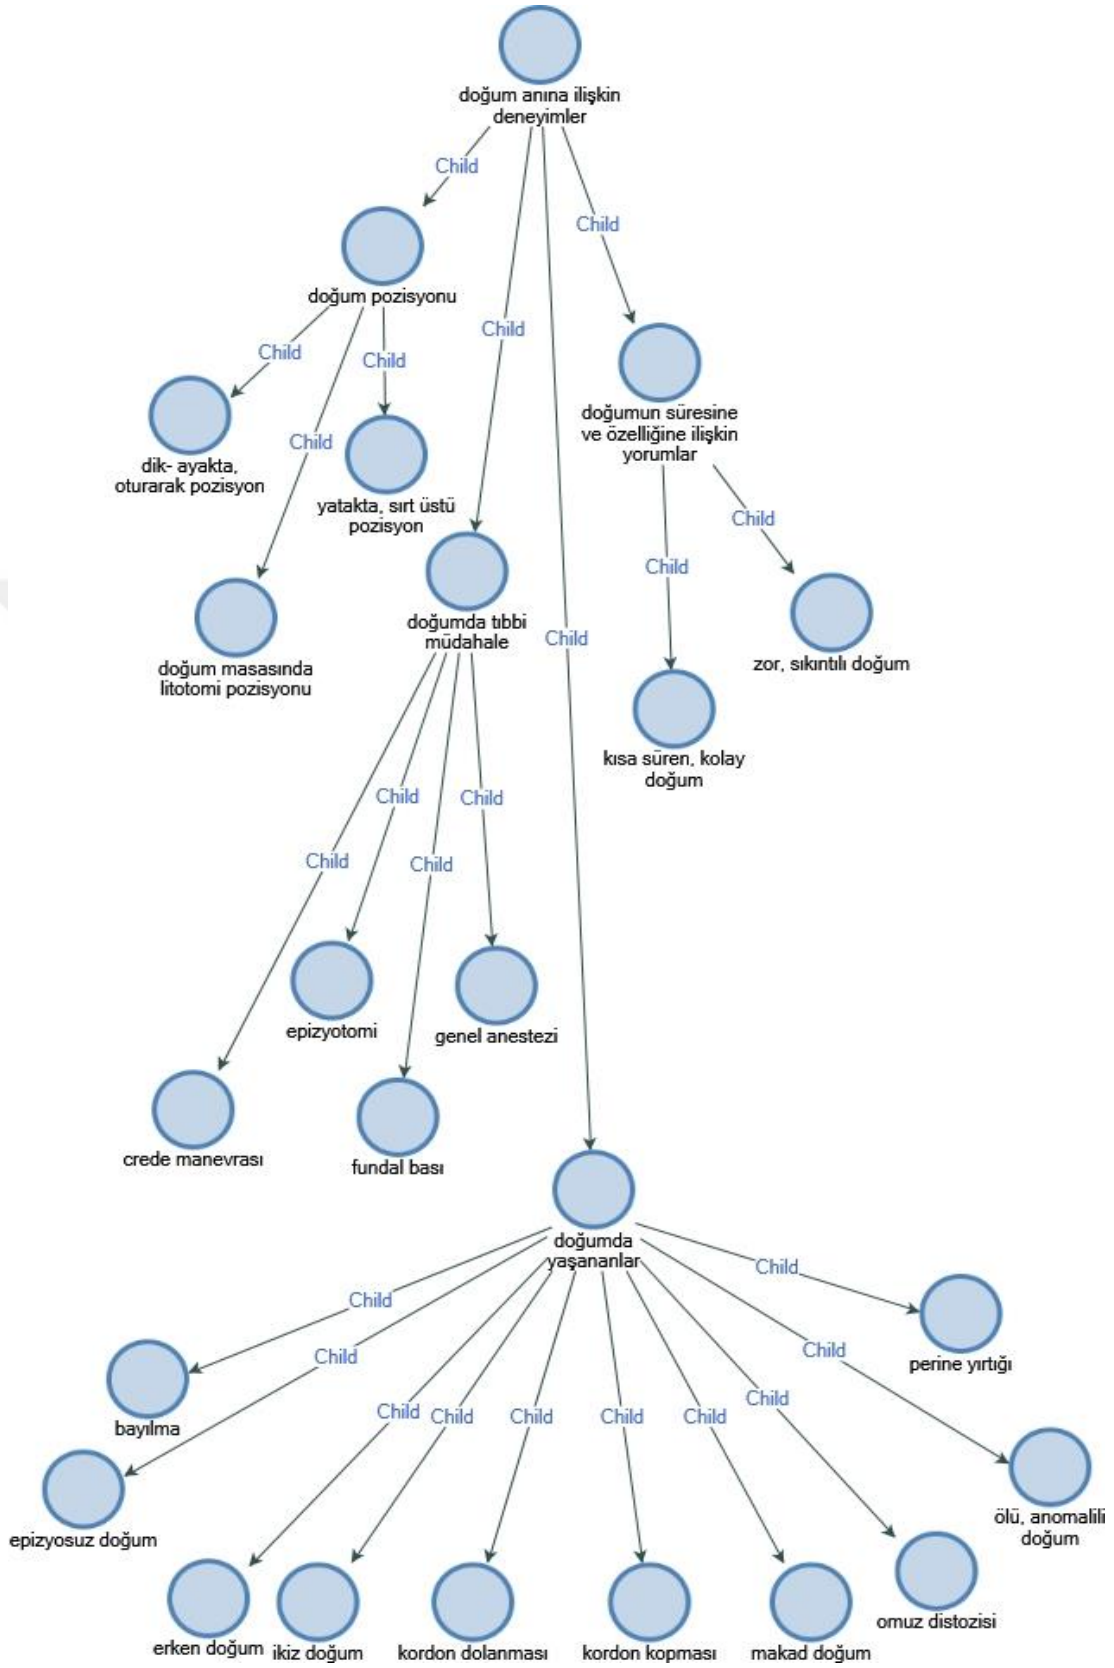 doğum anına ilişkin
deneyimler
Child
Child
Child
Child
doğum pozisyonu
Child
Child
Child
dik- ayakta,
oturarak pozisyon
yatakta, sırt üstü
pozisyon
doğum masasında
litotomi pozisyonu
doğumun süresine
ve özelliğine ilişkin
yorumlar
Child
Child
zor, sıkıntılı doğum
kısa süren, kolay
doğum
doğumda tıbbi
müdahale
Child
Child
Child
Child
epizyotomi
genel anestezi
crede manevrası
fundal bası
doğumda
yaşananlar
Child
Child
Child
Child
Child
Child
Child
Child
Child
Child
perine yırtığı
bayılma
ölü, anomalili
doğum
epizyosuz doğum
omuz distozisi
erken doğum
ikiz doğum
kordon dolanması
kordon kopması
makad doğum